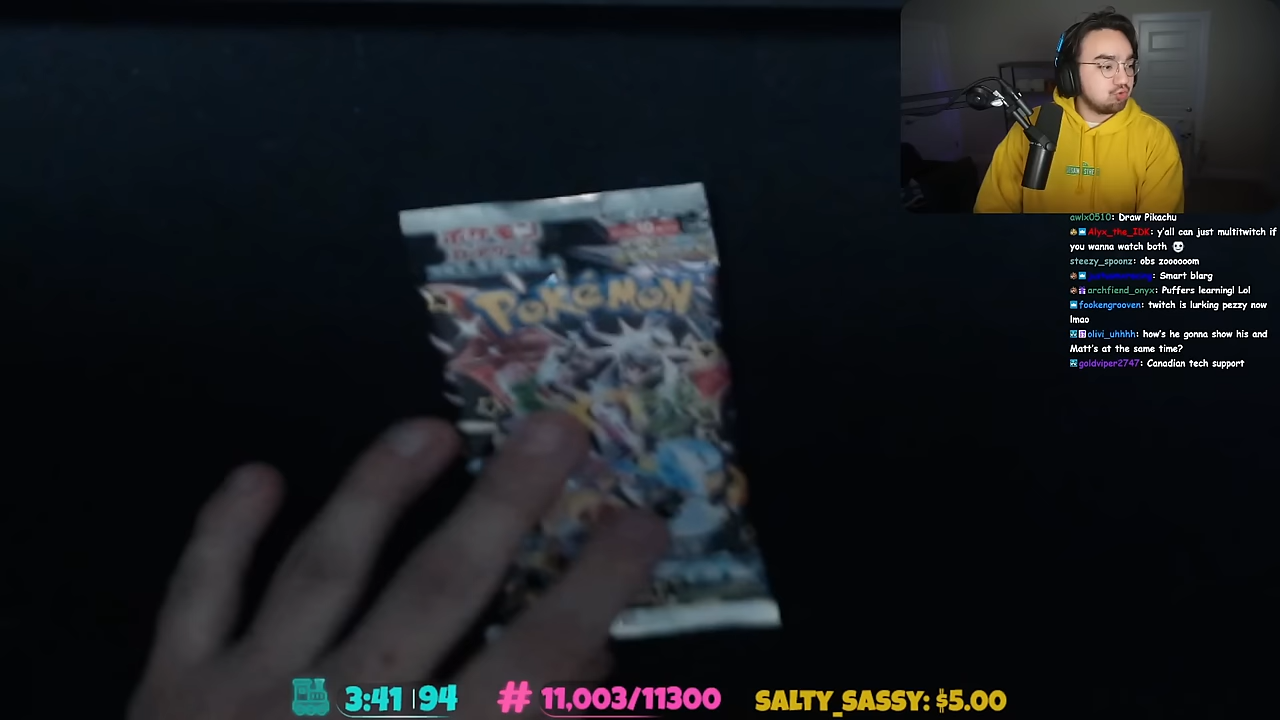 POKéMON
10
awlx0510: Draw Pikachu
Alyx_the_IDK: y'all can just multitwitch if
you wanna watch both
steezy_spoonz: obs zoooooom
: Smart blarg
archfiend_onyx: Puffers learning! Lol
fookengrooven: twitch is lurking pezzy now
lmao
olivi_uhhhh: how's he gonna show his and
Matt's at the same time?
goldviper2747: Canadian tech support
3:41 | 94
# 11,003/11300
SALTY_SASSY: $5.00